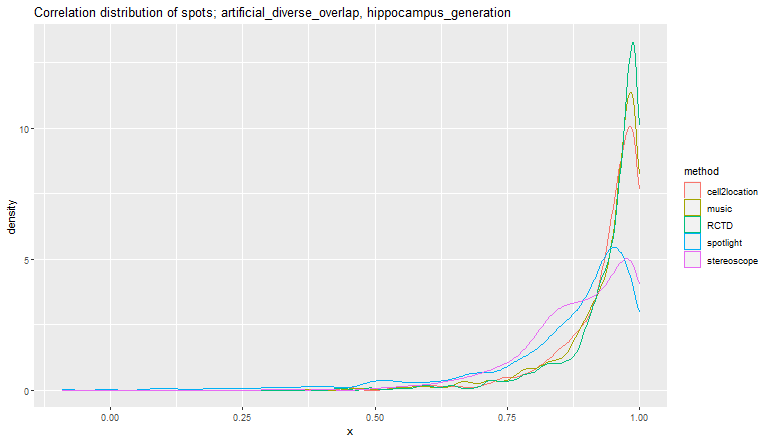 Correlation distribution of spots; artificial_diverse_overlap, hippocampus_generation
density
10
5
0
0.00 0.25 0.50 0.75 1.00
x
method
cell2location
music
RCTD
spotlight
stereoscope